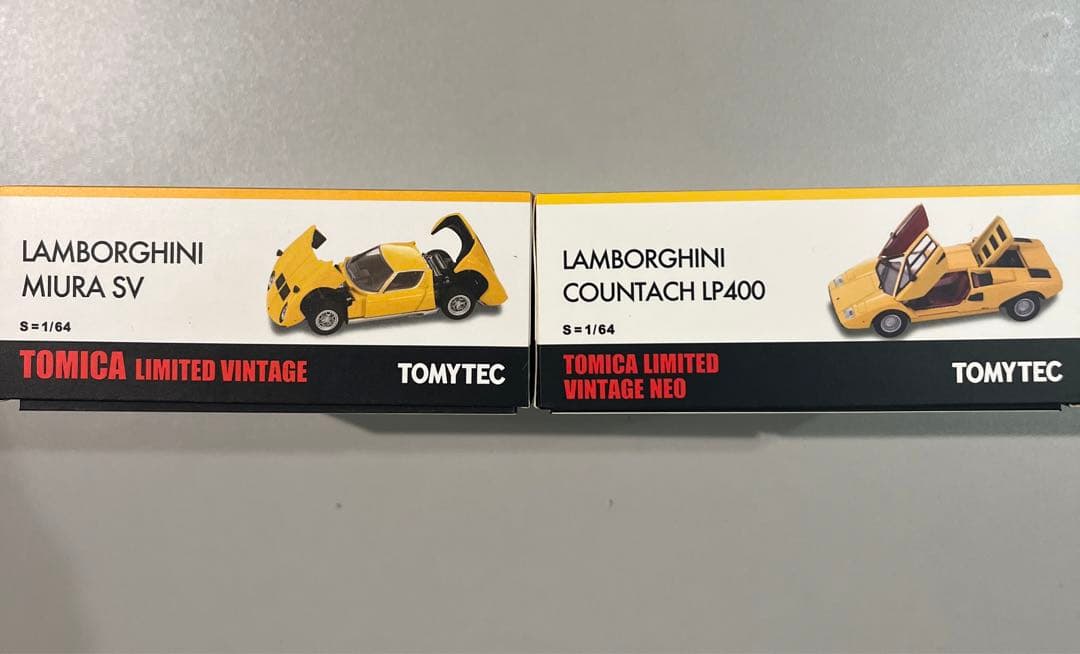 LAMBORGHINI
MIURA SV
S=1/64
TOMICA LIMITED VINTAGE
TOMYTEC
LAMBORGHINI
COUNTACH LP400
S=1/64
TOMICA LIMITED
VINTAGE NEO
TOMYTEC